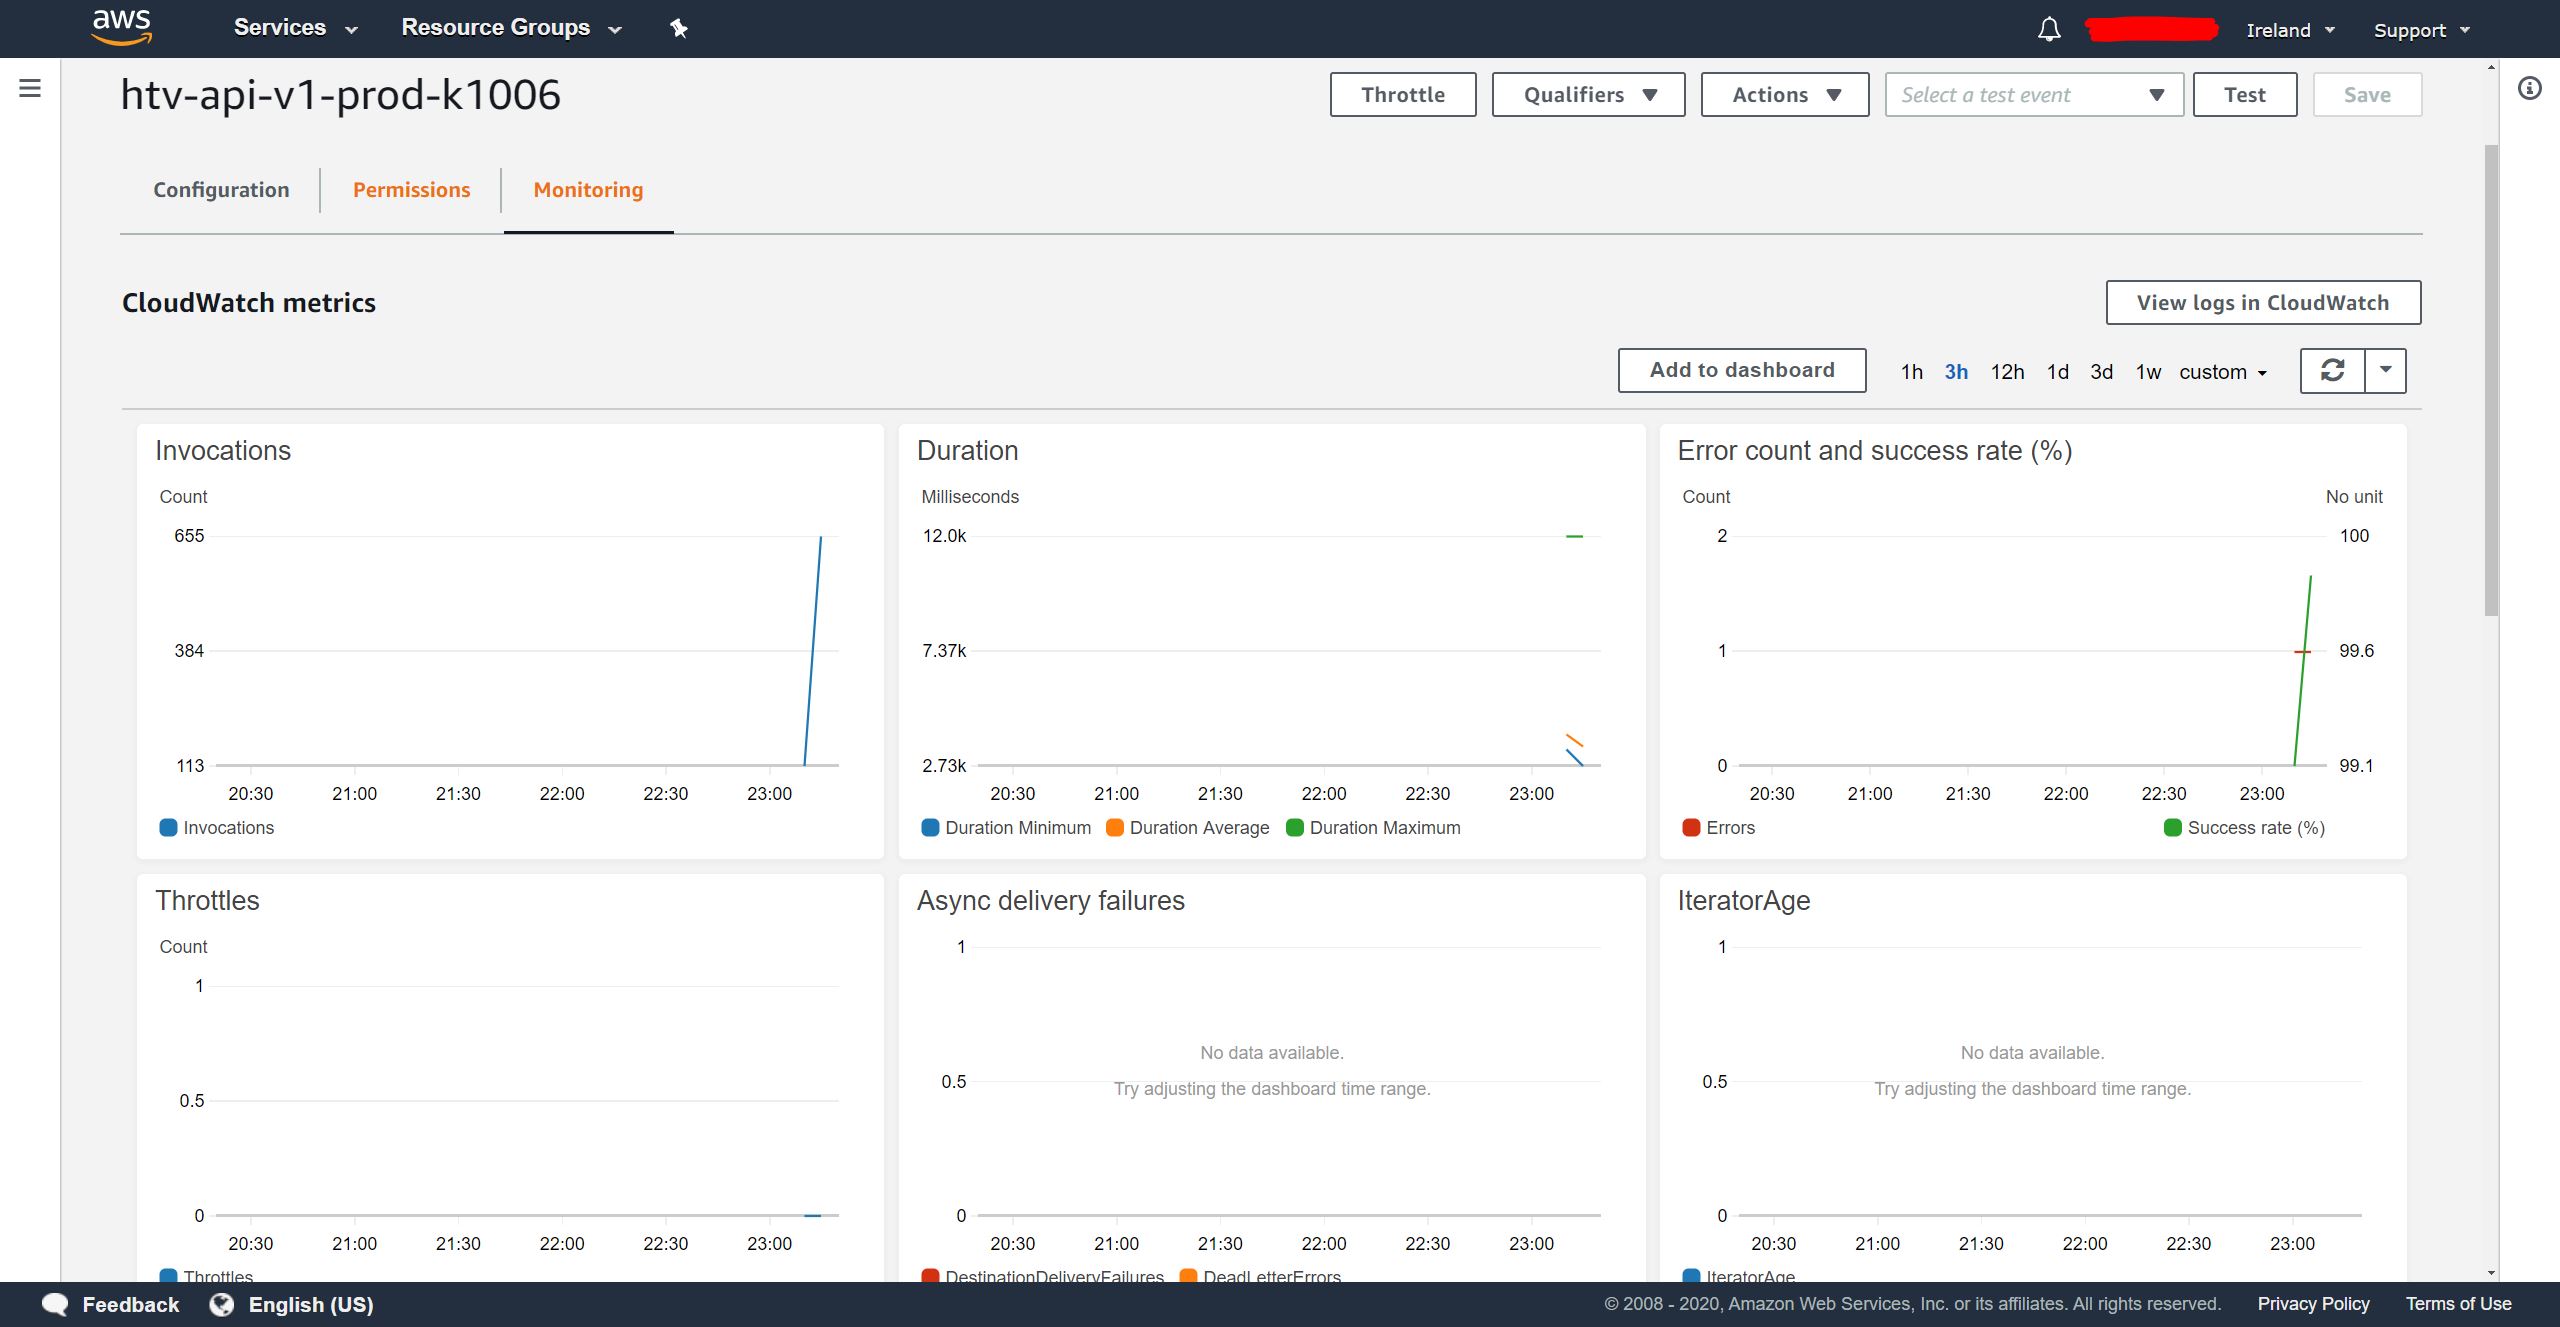 aws Services Resource Groups Ireland Support
htv-api-v1-prod-k1006 Throttle Qualifiers Actions Select a test event Test Save
Configuration Permissions Monitoring
CloudWatch metrics View logs in CloudWatch
Add to dashboard 1h 3h 12h 1d 3d 1w custom
Invocations
Count
655
384
113
20:30 21:00 21:30 22:00 22:30 23:00
Invocations
Duration
Milliseconds
12.0k
7.37k
2.73k
20:30 21:00 21:30 22:00 22:30 23:00
Duration Minimum Duration Average Duration Maximum
Error count and success rate (%)
Count No unit
2 100
1 99.6
0 99.1
20:30 21:00 21:30 22:00 22:30 23:00
Errors Success rate (%)
Throttles
Count
1
0.5
0
20:30 21:00 21:30 22:00 22:30 23:00
Throttles
Async delivery failures
1
No data available.
0.5
Try adjusting the dashboard time range.
0
20:30 21:00 21:30 22:00 22:30 23:00
DestinationDeliveryFailures DeadLetterErrors
IteratorAge
1
No data available.
0.5
Try adjusting the dashboard time range.
0
20:30 21:00 21:30 22:00 22:30 23:00
IteratorAge
Feedback English (US) © 2008 - 2020, Amazon Web Services, Inc. or its affiliates. All rights reserved. Privacy Policy Terms of Use